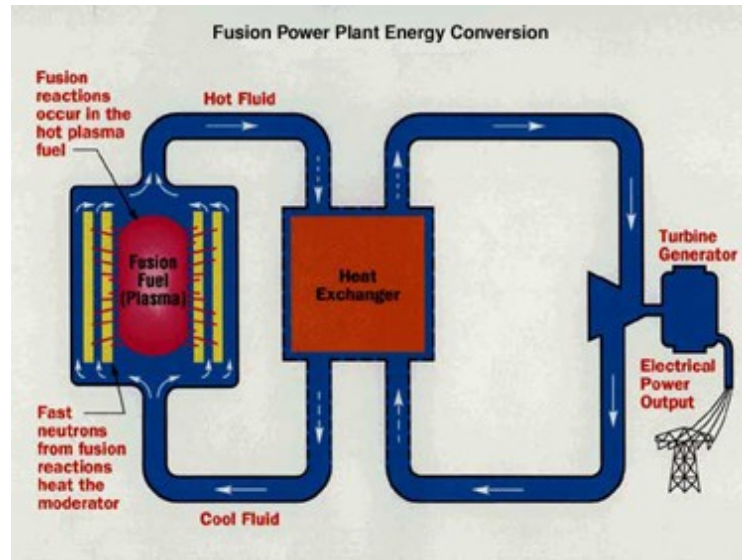 Fusion Power Plant Energy Conversion
Fusion
reactions
occur in the
hot plasma
fuel
Hot Fluid
Fusion
Fuel
(Plasma)
Heat
Exchanger
Turbine
Generator
Electrical
Power
Output
Fast
neutrons
from fusion
reactions
heat the
moderator
Cool Fluid